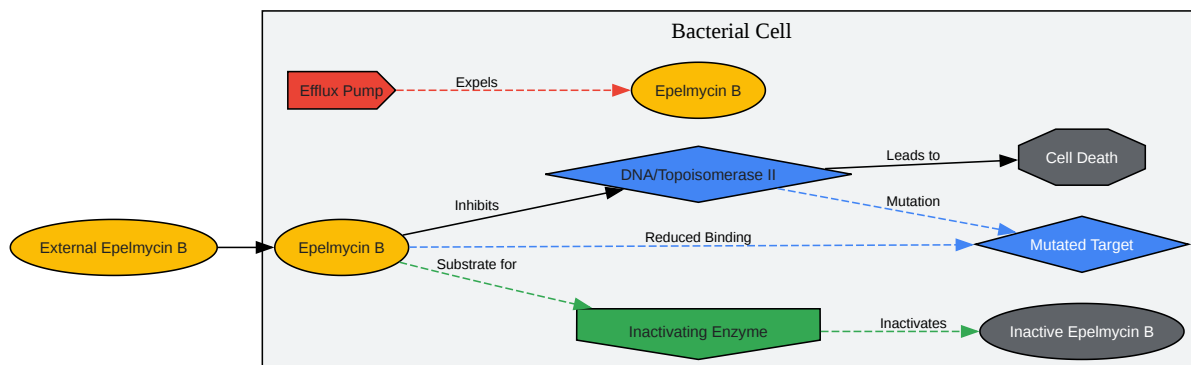 Bacterial Cell
Efflux Pump
Expels
Epelmycin B
DNA/Topoisomerase II
Leads to
Cell Death
Inhibits
Mutation
External Epelmycin B
Epelmycin B
Reduced Binding
Mutated Target
Substrate for
Inactivating Enzyme
Inactivates
Inactive Epelmycin B